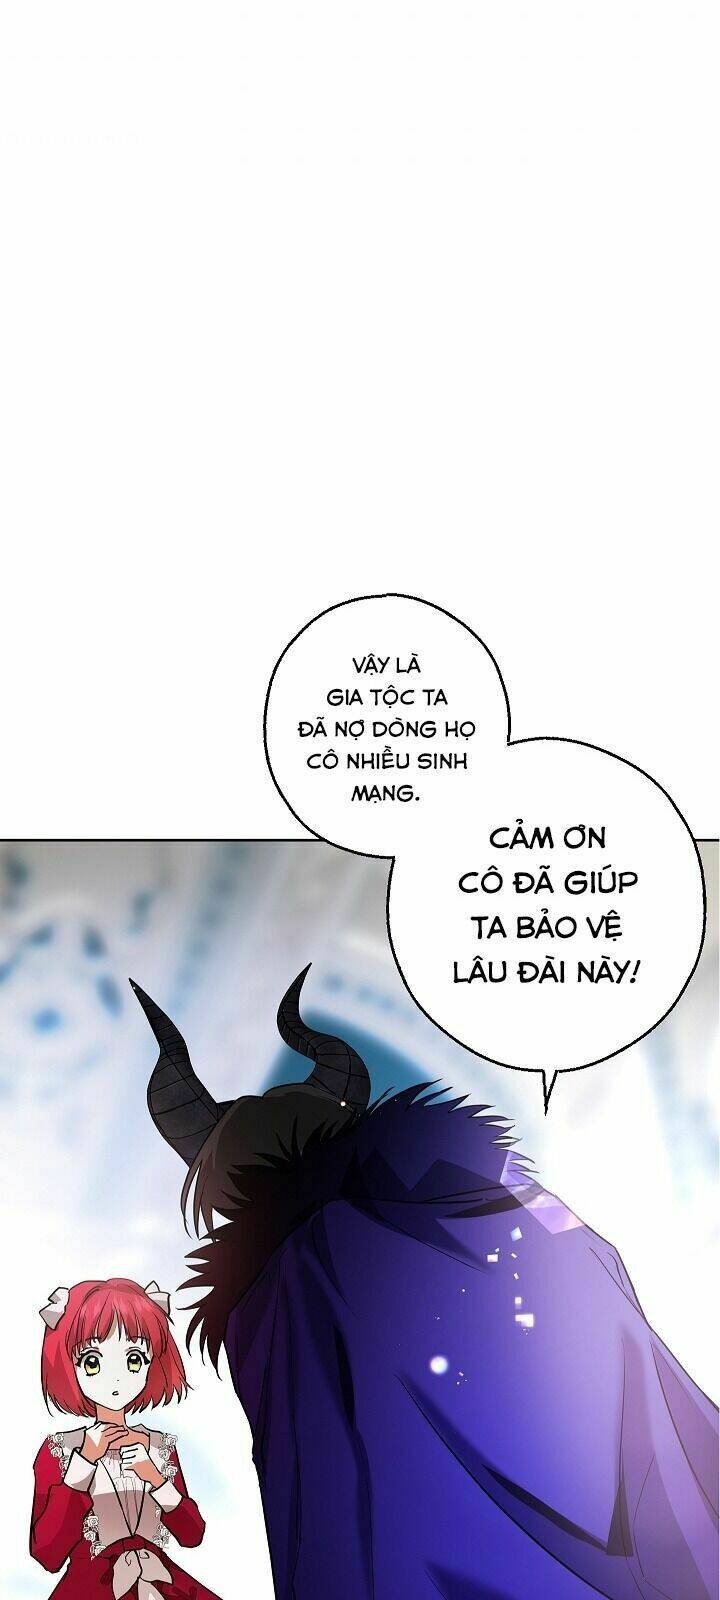 VẬY LÀ
GIA TỘC TA
ĐÃ NỢ DÒNG HỌ
CÔ NHIỀU SINH
MẠNG.
CẢM ƠN
CÔ ĐÃ GIÚP
TA BẢO VỆ
LÂU ĐÀI NÀY!